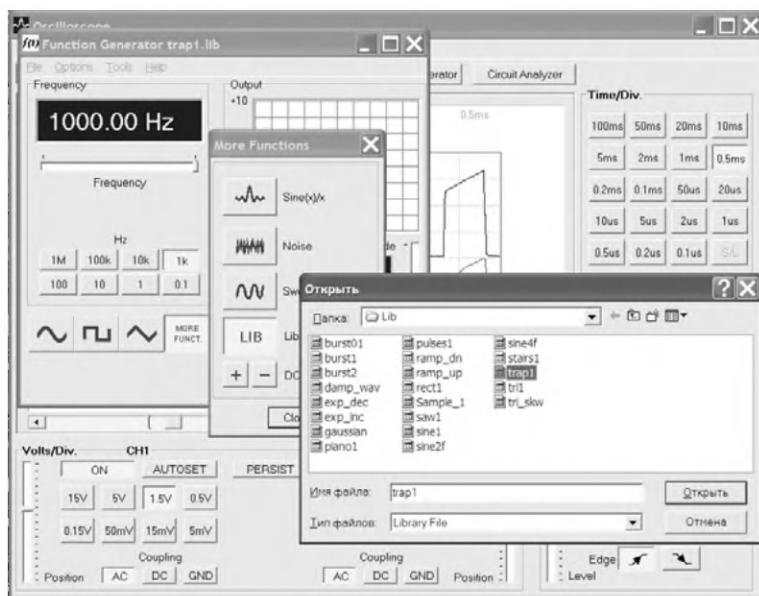 Oscilloscope
f(t) Function Generator trap1.lib
File Options Tools Help
Frequency
1000.00 Hz
Frequency
Hz
1M 100k 10k 1k
100 10 1 0.1
MORE FUNCT.
Output
+10
More Functions
Sine(x)/x
Noise
LIB
+ -
DC
Circuit Analyzer
0.5ms
Time/Div.
100ms 50ms 20ms 10ms
5ms 2ms 1ms 0.5ms
0.2ms 0.1ms 50us 20us
10us 5us 2us 1us
0.5us 0.2us 0.1us S/L
Открыть
Папка: Lib
burst01 pulses1 sine4f
burst1 ramp_dn stars1
burst2 ramp_up trap1
damp_wav rect1 tri1
exp_dec Sample_1 tri_skw
exp_inc saw1
gaussian sine1
piano1 sine2f
Имя файла: trap1 Открыть
Тип файлов: Library File Отмена
Volts/Div. CH1
ON AUTOSET PERSIST
15V 5V 1.5V 0.5V
0.15V 50mV 15mV 5mV
Coupling
Position AC DC GND
Coupling
AC DC GND Position
Edge
Level